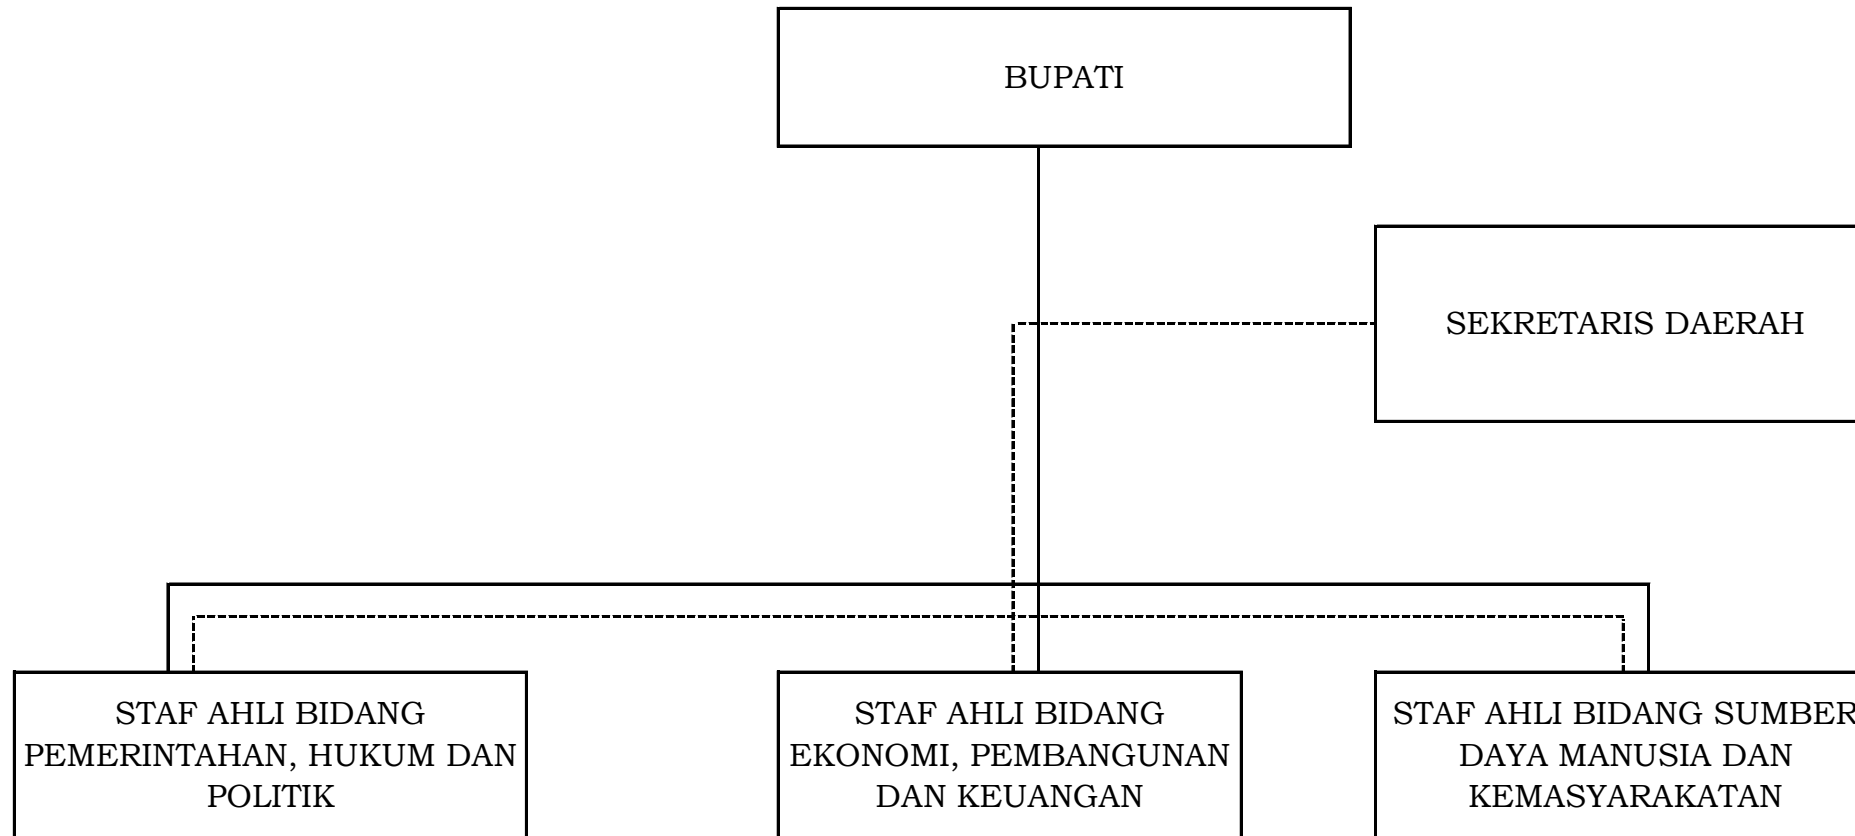 BUPATI
SEKRETARIS DAERAH
STAF AHLI BIDANG
PEMERINTAHAN, HUKUM DAN
POLITIK
STAF AHLI BIDANG
EKONOMI, PEMBANGUNAN
DAN KEUANGAN
STAF AHLI BIDANG SUMBER
DAYA MANUSIA DAN
KEMASYARAKATAN